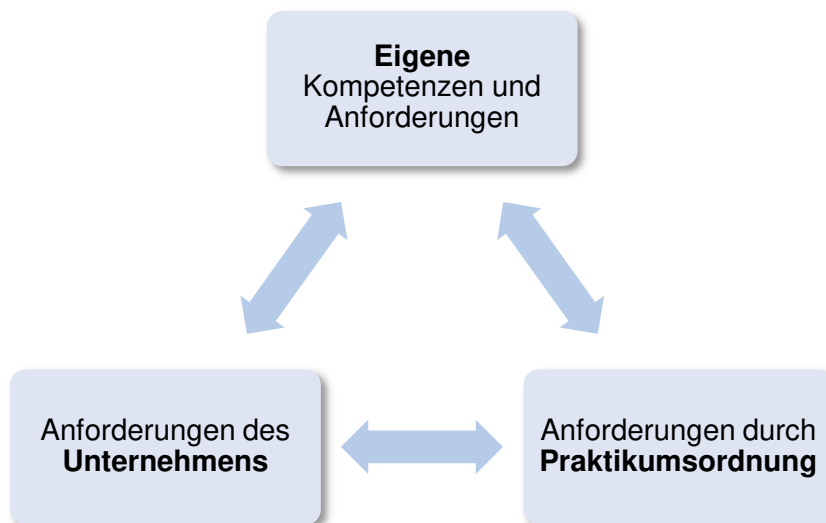 Eigene
Kompetenzen und
Anforderungen
Anforderungen des
Unternehmens
Anforderungen durch
Praktikumsordnung